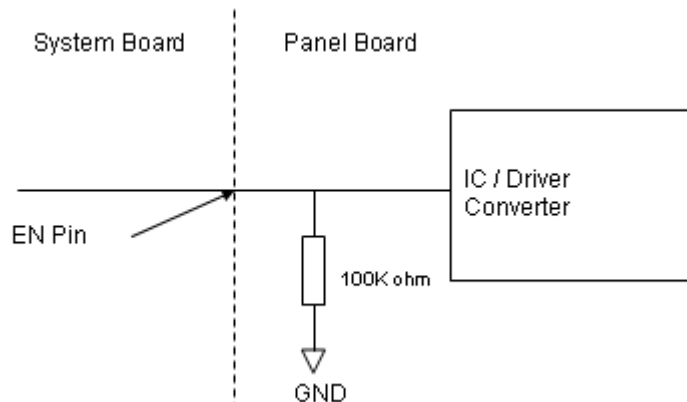 System Board
Panel Board
IC / Driver
Converter
EN Pin
100K ohm
GND